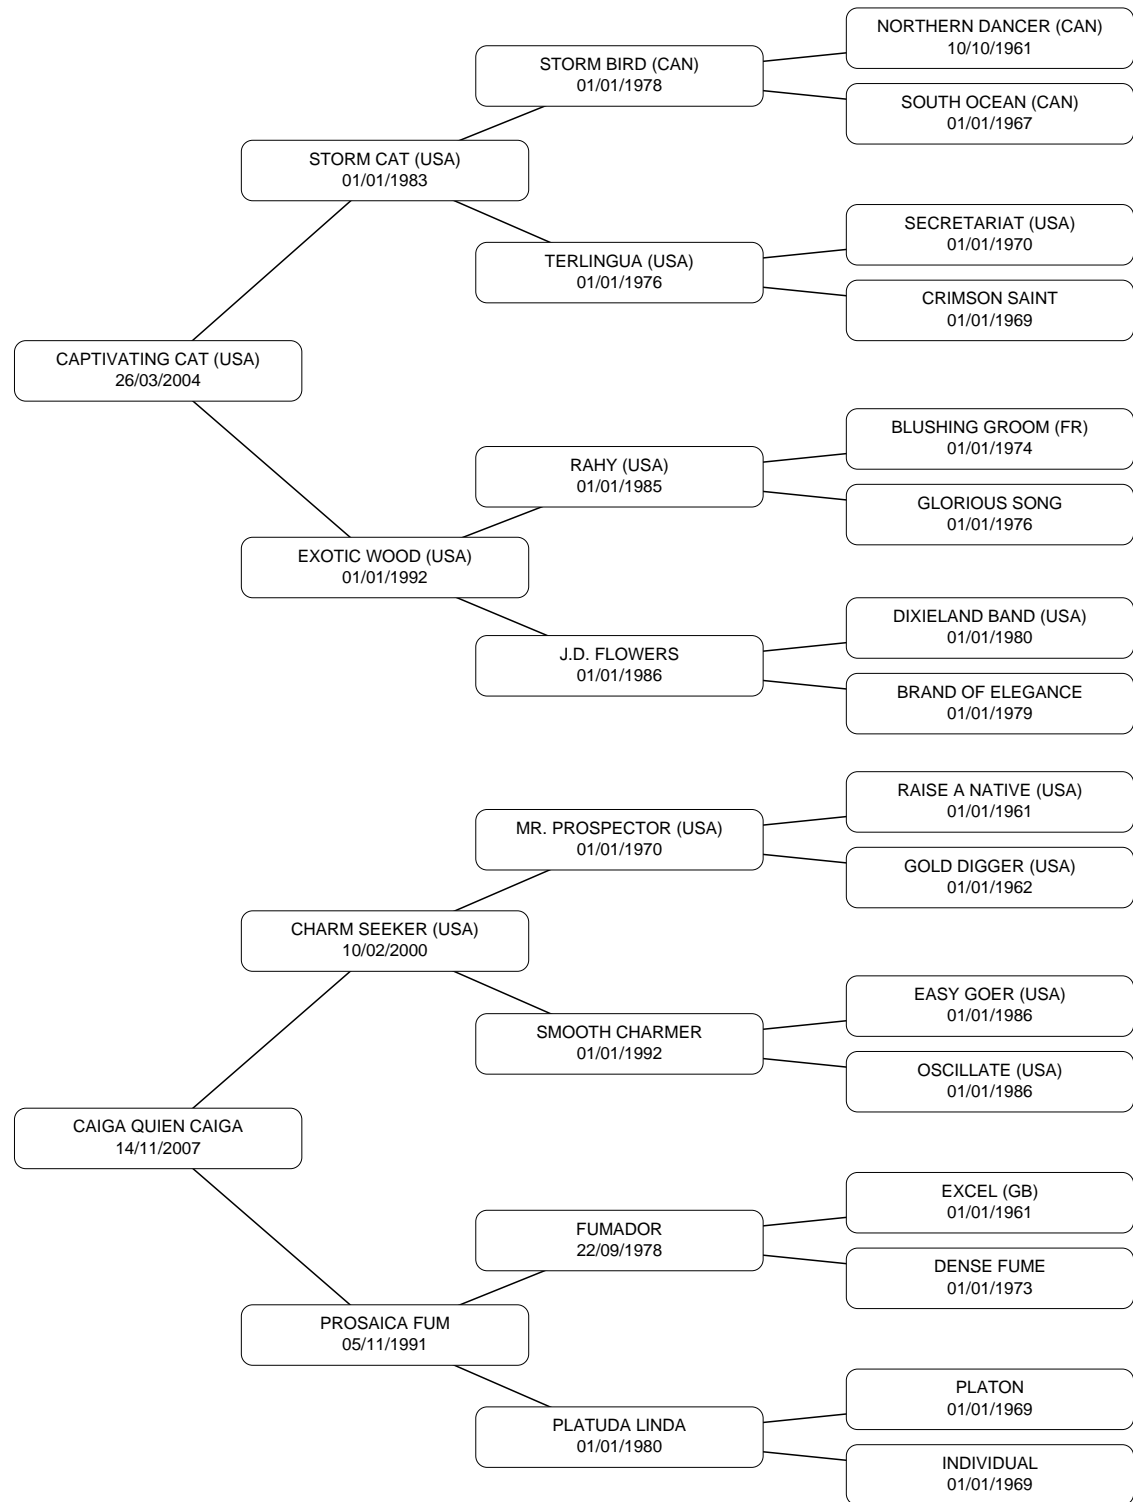 NORTHERN DANCER (CAN)
10/10/1961
STORM BIRD (CAN)
01/01/1978
SOUTH OCEAN (CAN)
01/01/1967
STORM CAT (USA)
01/01/1983
SECRETARIAT (USA)
01/01/1970
TERLINGUA (USA)
01/01/1976
CRIMSON SAINT
01/01/1969
CAPTIVATING CAT (USA)
26/03/2004
BLUSHING GROOM (FR)
01/01/1974
RAHY (USA)
01/01/1985
GLORIOUS SONG
01/01/1976
EXOTIC WOOD (USA)
01/01/1992
DIXIELAND BAND (USA)
01/01/1980
J.D. FLOWERS
01/01/1986
BRAND OF ELEGANCE
01/01/1979
RAISE A NATIVE (USA)
01/01/1961
MR. PROSPECTOR (USA)
01/01/1970
GOLD DIGGER (USA)
01/01/1962
CHARM SEEKER (USA)
10/02/2000
EASY GOER (USA)
01/01/1986
SMOOTH CHARMER
01/01/1992
OSCILLATE (USA)
01/01/1986
CAIGA QUIEN CAIGA
14/11/2007
EXCEL (GB)
01/01/1961
FUMADOR
22/09/1978
DENSE FUME
01/01/1973
PROSAICA FUM
05/11/1991
PLATON
01/01/1969
PLATUDA LINDA
01/01/1980
INDIVIDUAL
01/01/1969